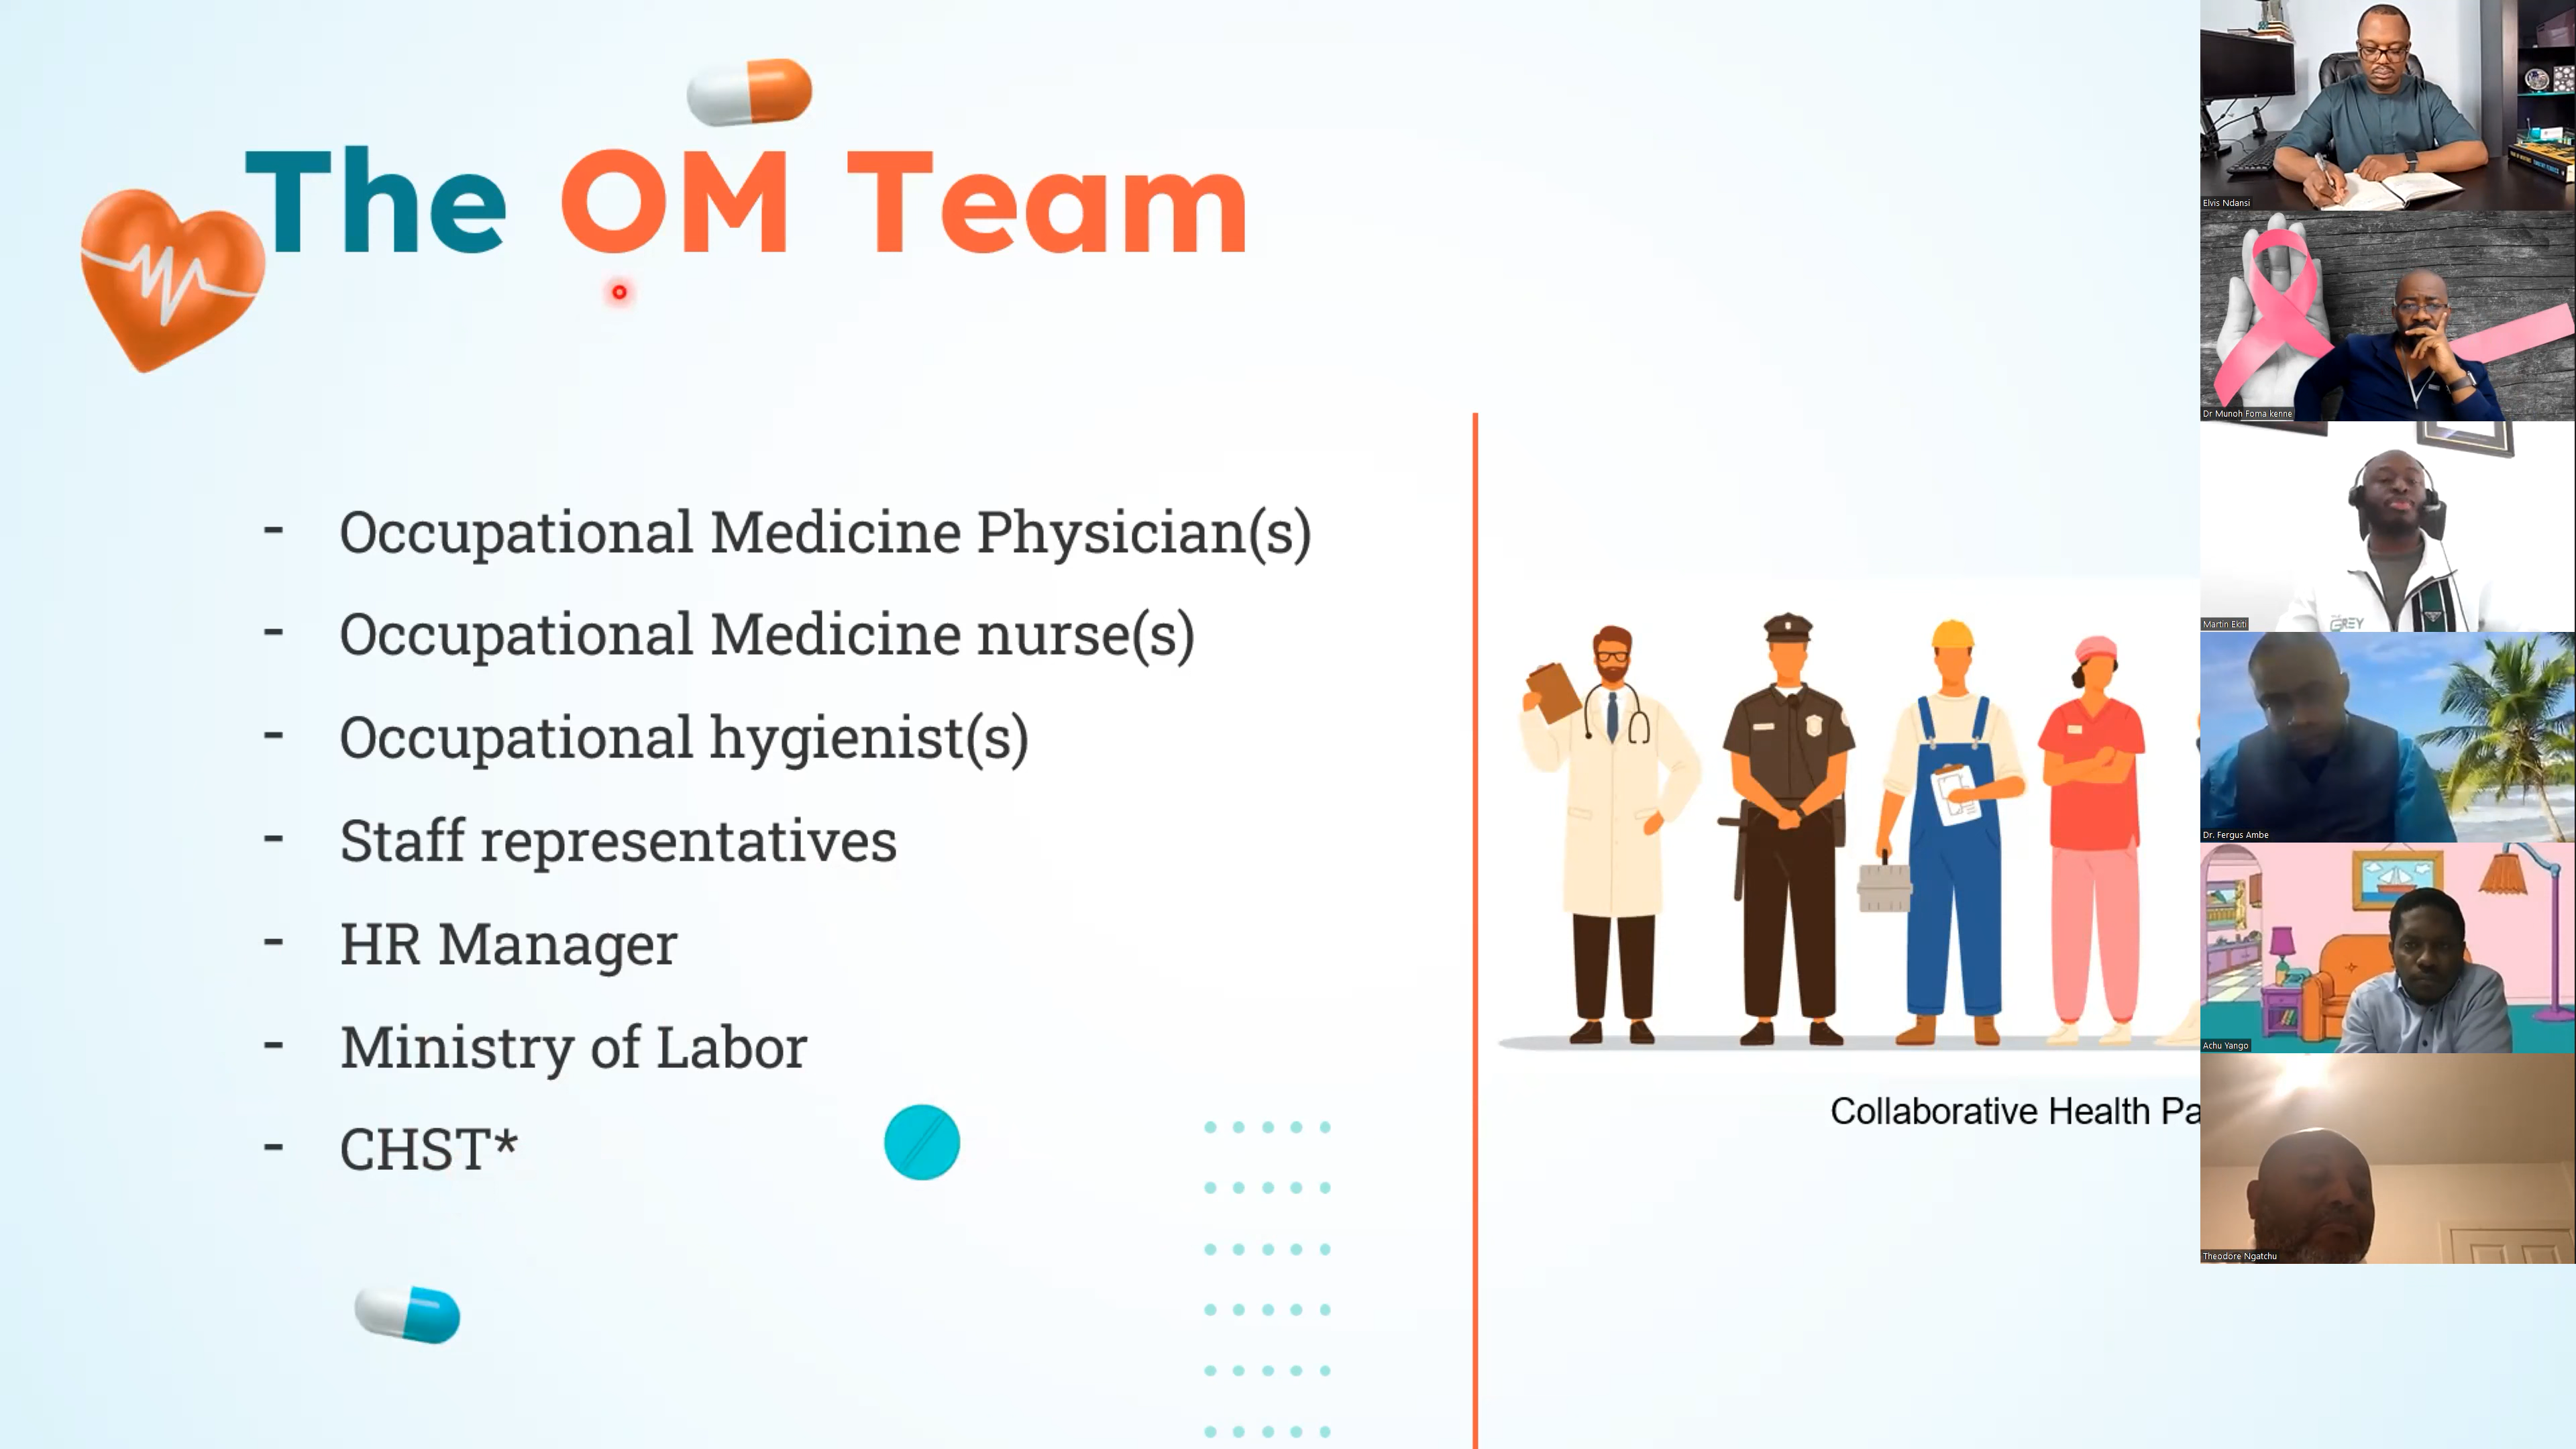 The OM Team
- Occupational Medicine Physician(s)
- Occupational Medicine nurse(s)
- Occupational hygienist(s)
- Staff representatives
- HR Manager
- Ministry of Labor
- CHST*
Collaborative Health Pa
Elvis Ndansi
Dr Munoh Foma kenne
Martin Ekiti
GREY
Dr. Fergus Ambe
Achu Yango
Theodore Ngatchu